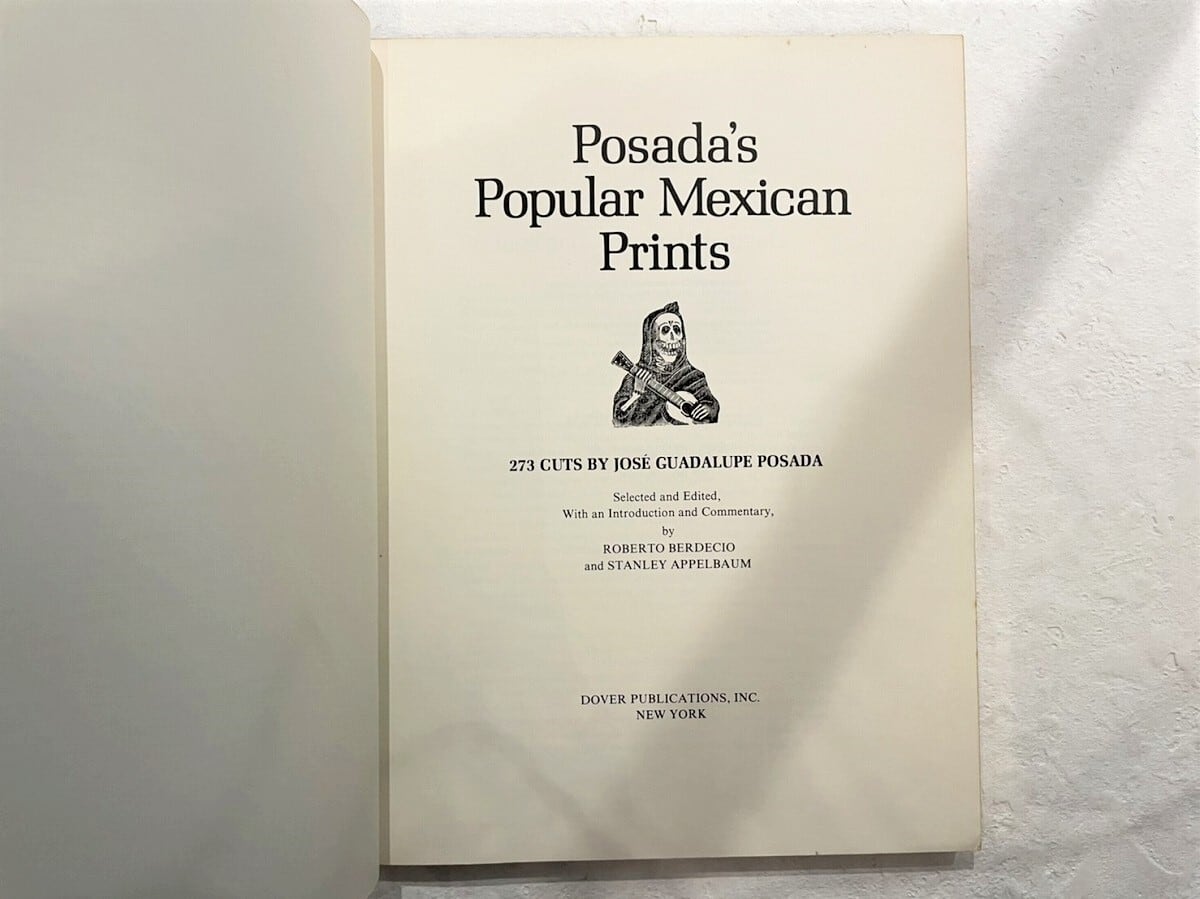 Posada's
Popular Mexican
Prints
273 CUTS BY JOSÉ GUADALUPE POSADA
Selected and Edited,
With an Introduction and Commentary,
by
ROBERTO BERDECIO
and STANLEY APPELBAUM
DOVER PUBLICATIONS, INC.
NEW YORK